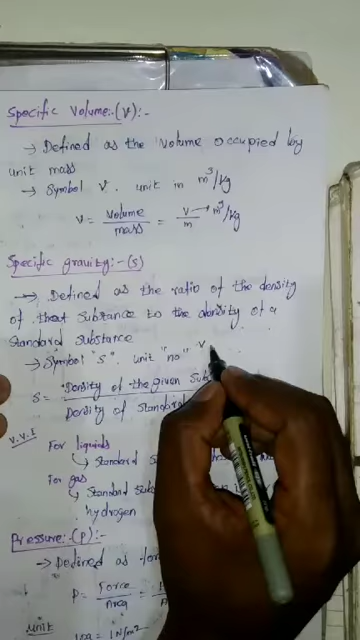 Specific Volume:-(V):-
→ Defined as the volume occupied by
unit mass
→ Symbol V. unit in m³/kg
V = Volume / mass = V / m → m³/kg
Specific gravity:-(s)
→ Defined as the ratio of the density
of that substance to the density of a
standard substance
→ Symbol "s". unit "no"
s = Density of the given Sub
Density of standard
V.V.I
For liquids
↳ Standard
For gas
↳ Standard
hydrogen
Pressure:-(P):-
→ Defined as
P = Force / Area =
unit
1N/m²